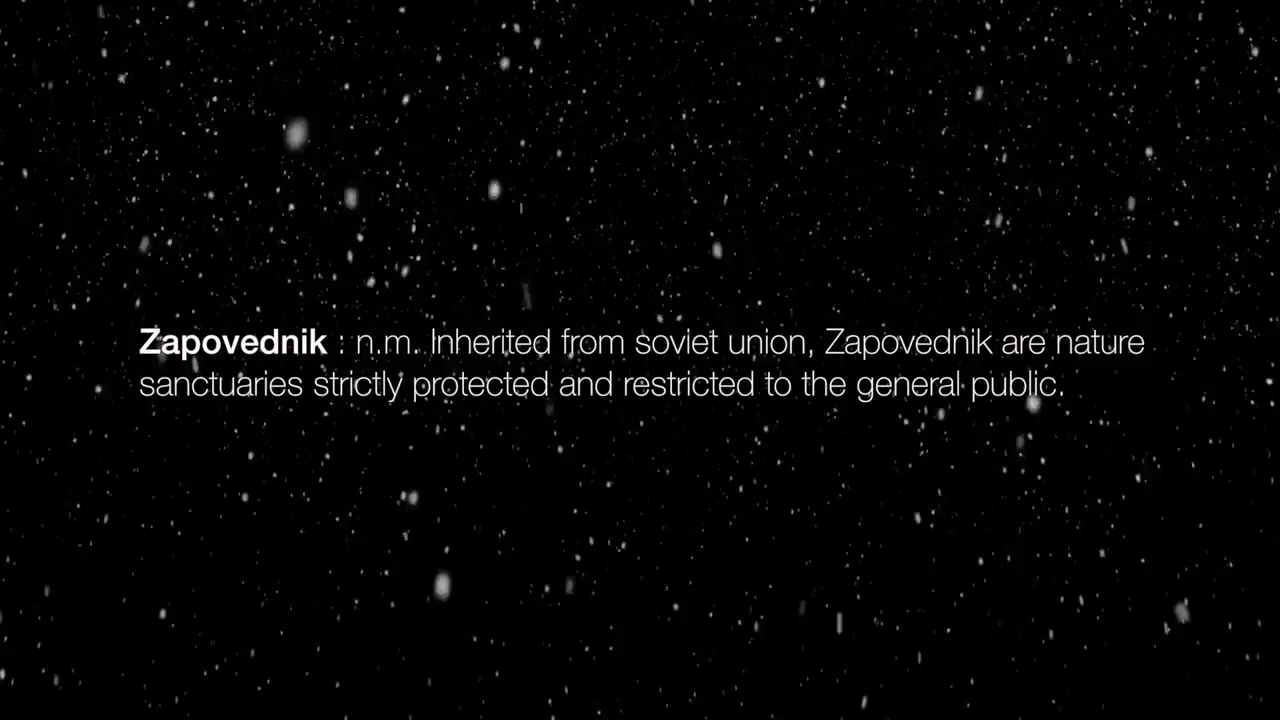 Zapovednik : n.m. Inherited from soviet union, Zapovednik are nature
sanctuaries strictly protected and restricted to the general public.